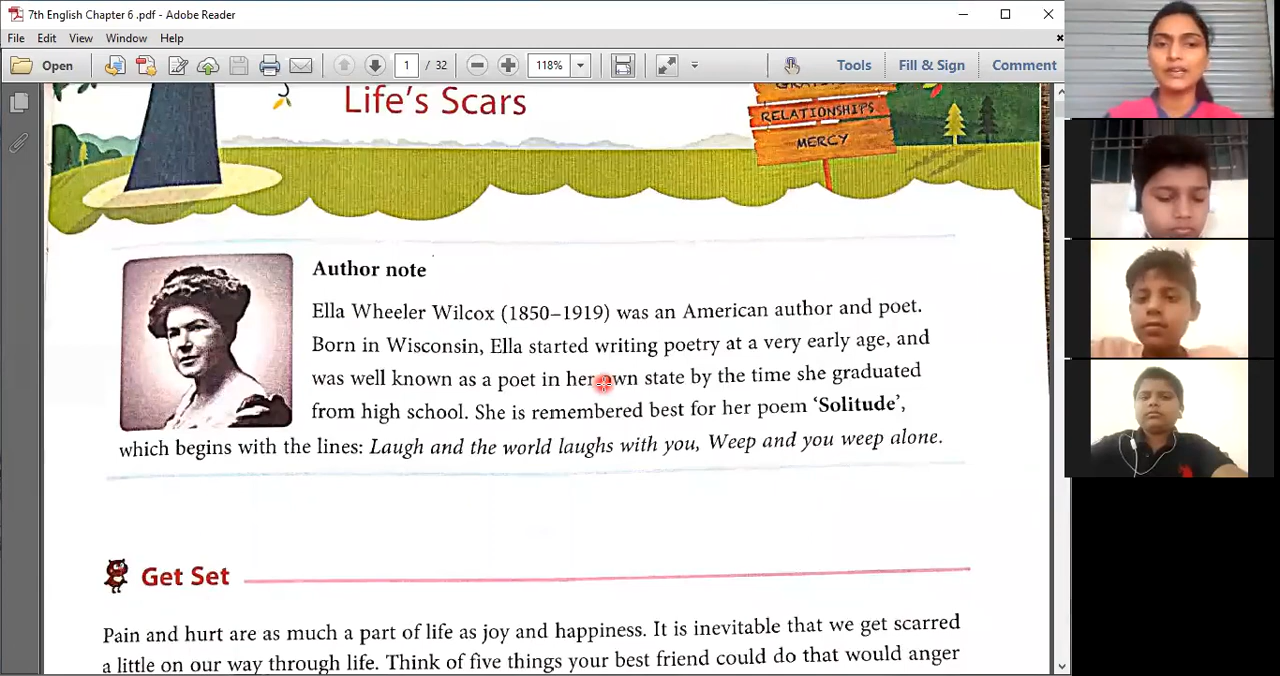 7th English Chapter 6 .pdf - Adobe Reader
File Edit View Window Help
Open 1 / 32 118% Tools Fill & Sign Comment
Life's Scars
RELATIONSHIPS
MERCY
Author note
Ella Wheeler Wilcox (1850–1919) was an American author and poet.
Born in Wisconsin, Ella started writing poetry at a very early age, and
was well known as a poet in her own state by the time she graduated
from high school. She is remembered best for her poem ‘Solitude’,
which begins with the lines: Laugh and the world laughs with you, Weep and you weep alone.
Get Set
Pain and hurt are as much a part of life as joy and happiness. It is inevitable that we get scarred
a little on our way through life. Think of five things your best friend could do that would anger